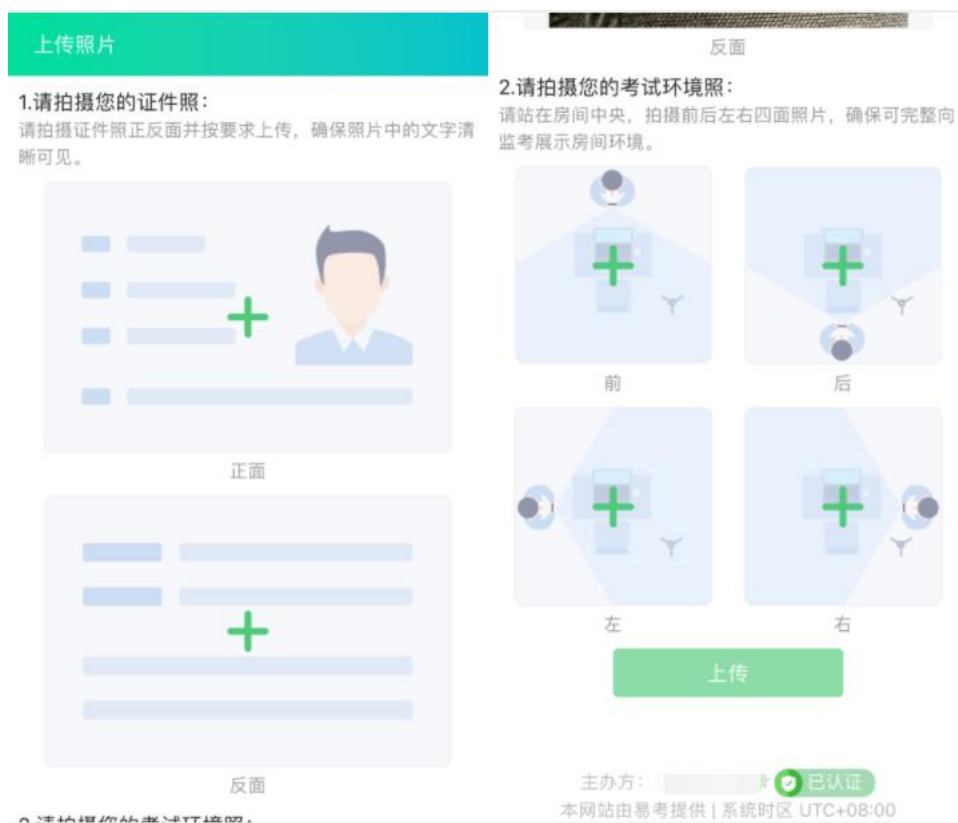 上传照片
1.请拍摄您的证件照：
请拍摄证件照正反面并按要求上传，确保照片中的文字清
晰可见。
正面
反面
反面
2.请拍摄您的考试环境照：
请站在房间中央，拍摄前后左右四面照片，确保可完整向
监考展示房间环境。
前
后
左
右
上传
主办方：
已认证
本网站由易考提供 | 系统时区 UTC+08:00